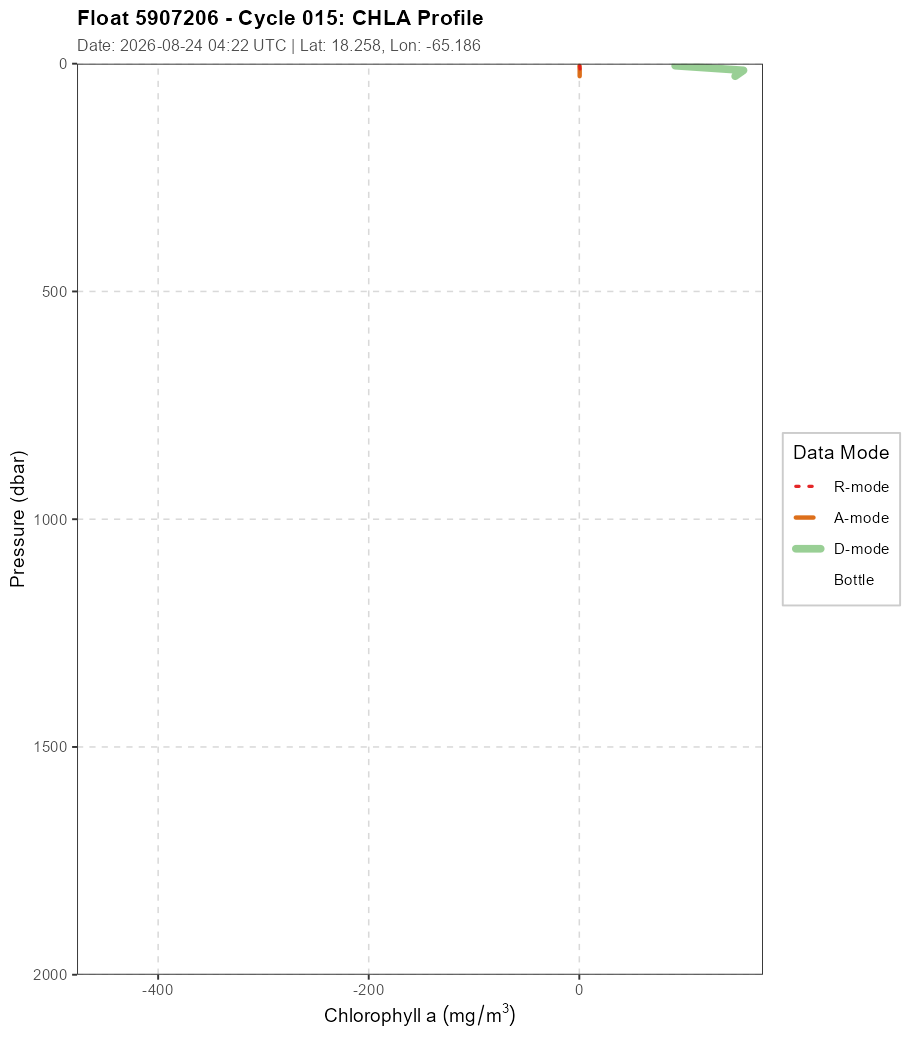 Float 5907206 - Cycle 015: CHLA Profile
Date: 2026-08-24 04:22 UTC | Lat: 18.258, Lon: -65.186
0
500
1000
1500
2000
Pressure (dbar)
-400
-200
0
Chlorophyll a (mg/m³)
Data Mode
R-mode
A-mode
D-mode
Bottle